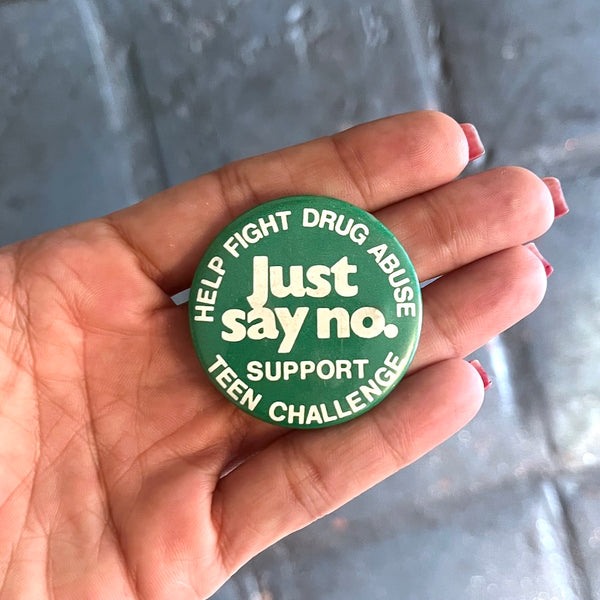 HELP FIGHT DRUG ABUSE
Just
say no.
SUPPORT
TEEN CHALLENGE